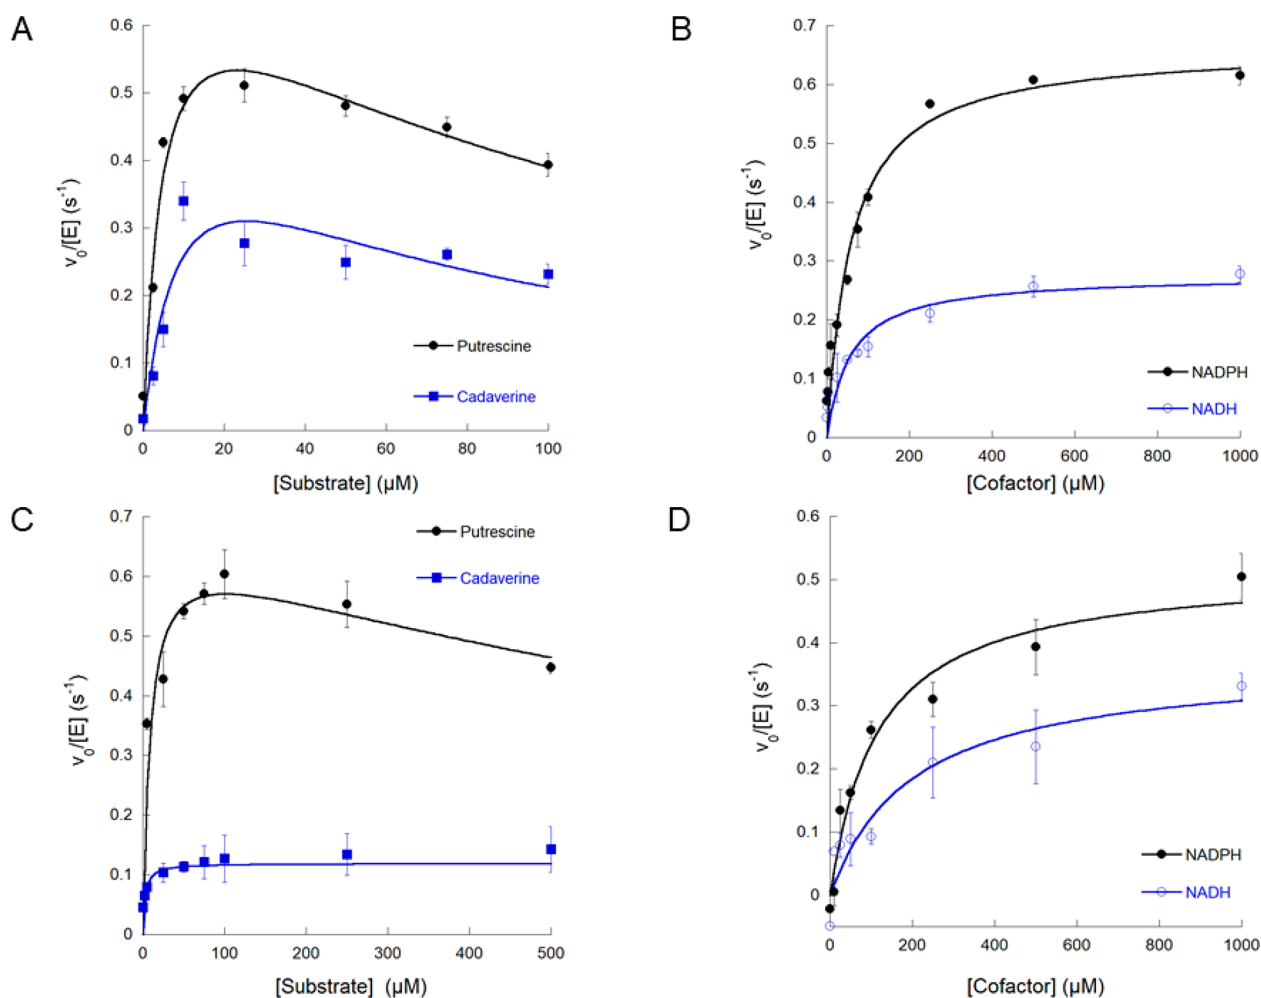 A
0.6
0.5
0.4
0.3
0.2
0.1
0
v0/[E] (s-1)
Putrescine
Cadaverine
0
20
40
60
80
100
[Substrate] (μM)
B
0.7
0.6
0.5
0.4
0.3
0.2
0.1
0
v0/[E] (s-1)
NADPH
NADH
0
200
400
600
800
1000
[Cofactor] (μM)
C
0.7
0.6
0.5
0.4
0.3
0.2
0.1
0
v0/[E] (s-1)
Putrescine
Cadaverine
0
100
200
300
400
500
[Substrate] (μM)
D
0.6
0.5
0.4
0.3
0.2
0.1
0
v0/[E] (s-1)
NADPH
NADH
0
200
400
600
800
1000
[Cofactor] (μM)